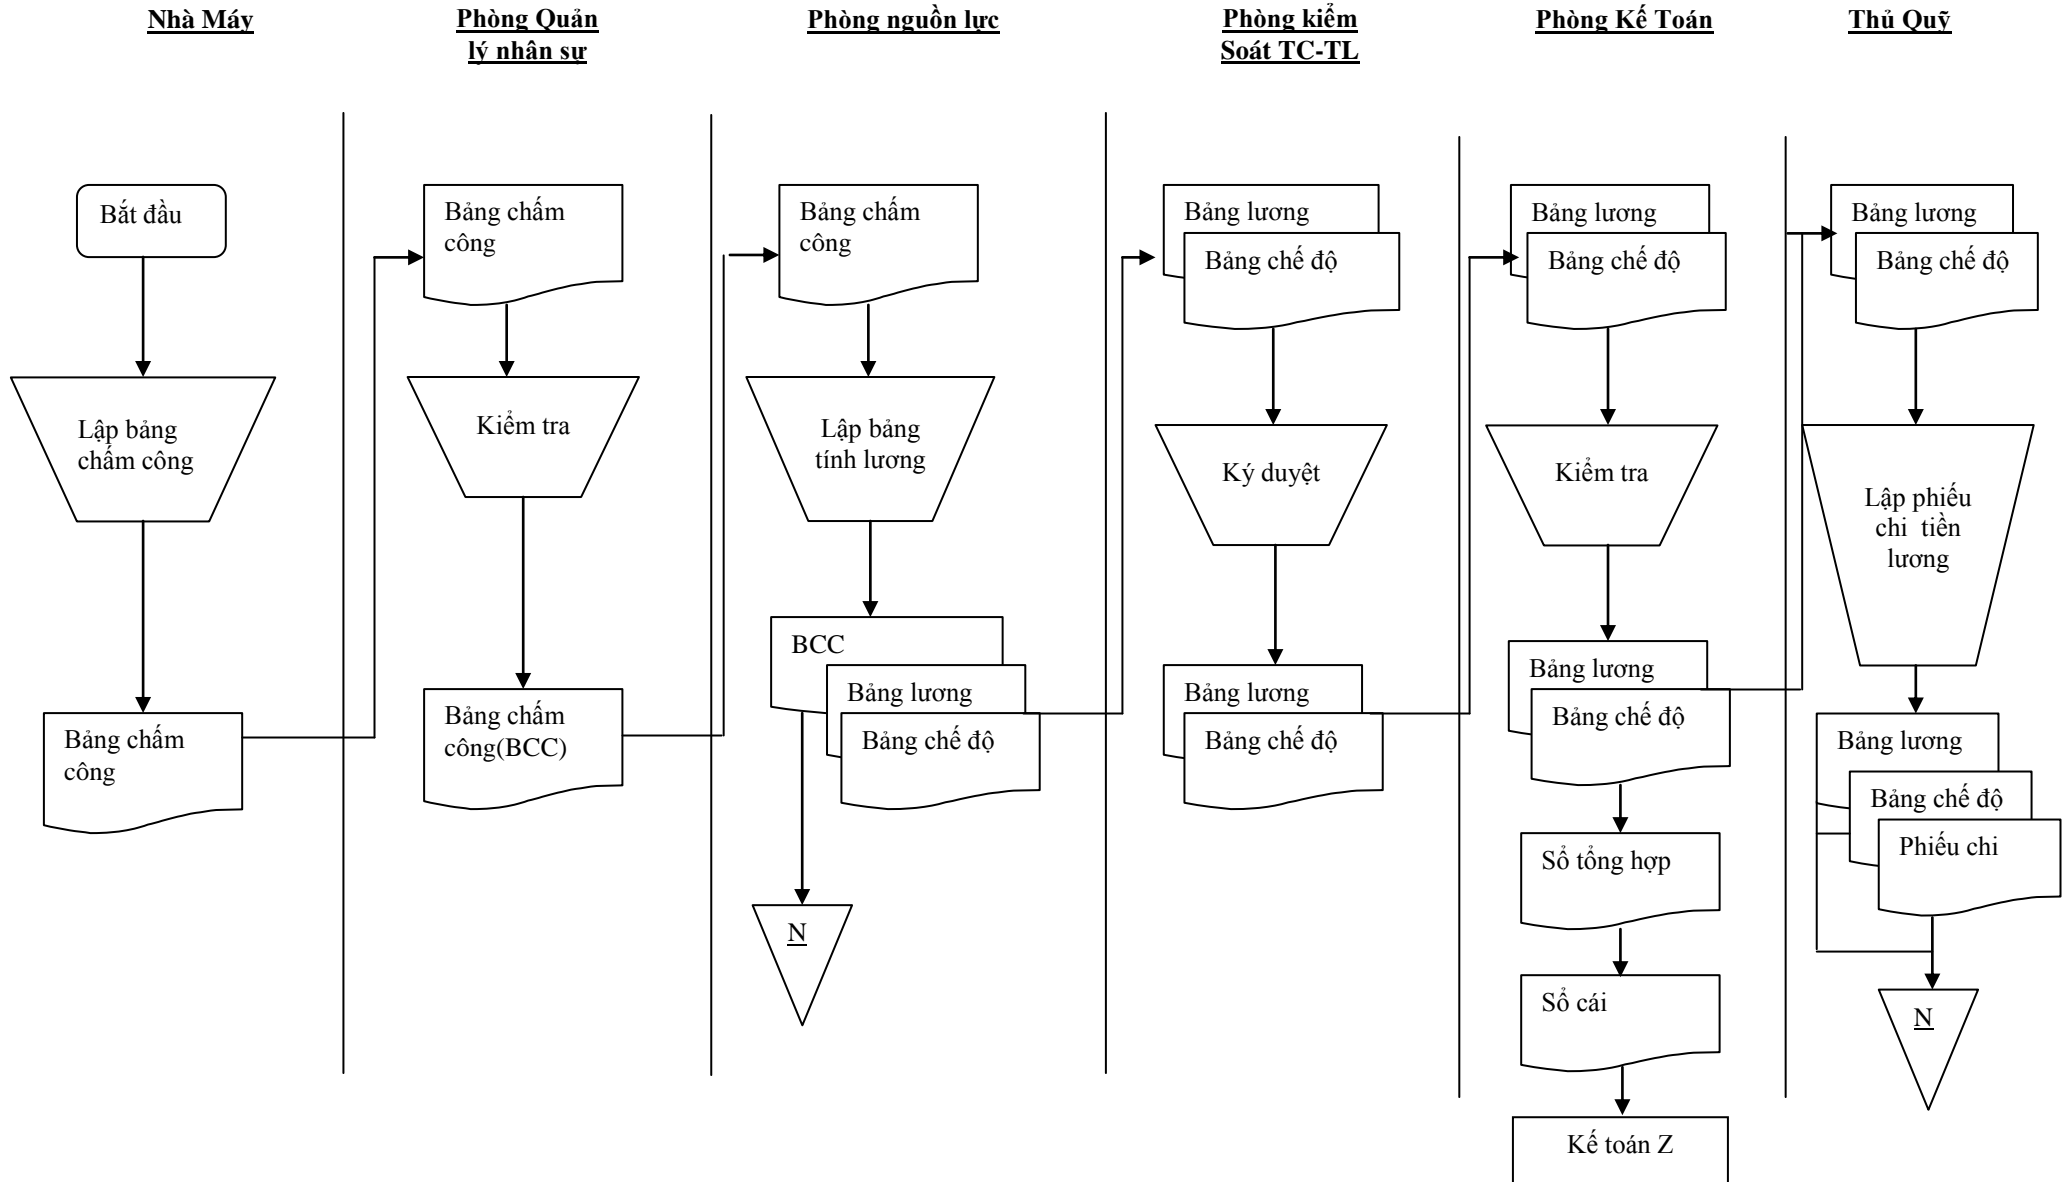 Nhà Máy
Phòng Quản
lý nhân sự
Phòng nguồn lực
Phòng kiểm
Soát TC-TL
Phòng Kế Toán
Thủ Quỹ
Bắt đầu
Lập bảng
chấm công
Bảng chấm
công
Bảng chấm
công
Kiểm tra
Bảng chấm
công(BCC)
Bảng chấm
công
Lập bảng
tính lương
BCC
Bảng lương
Bảng chế độ
N
Bảng lương
Bảng chế độ
Ký duyệt
Bảng lương
Bảng chế độ
Bảng lương
Bảng chế độ
Kiểm tra
Bảng lương
Bảng chế độ
Sổ tổng hợp
Sổ cái
Kế toán Z
Bảng lương
Bảng chế độ
Lập phiếu
chi tiền
lương
Bảng lương
Bảng chế độ
Phiếu chi
N